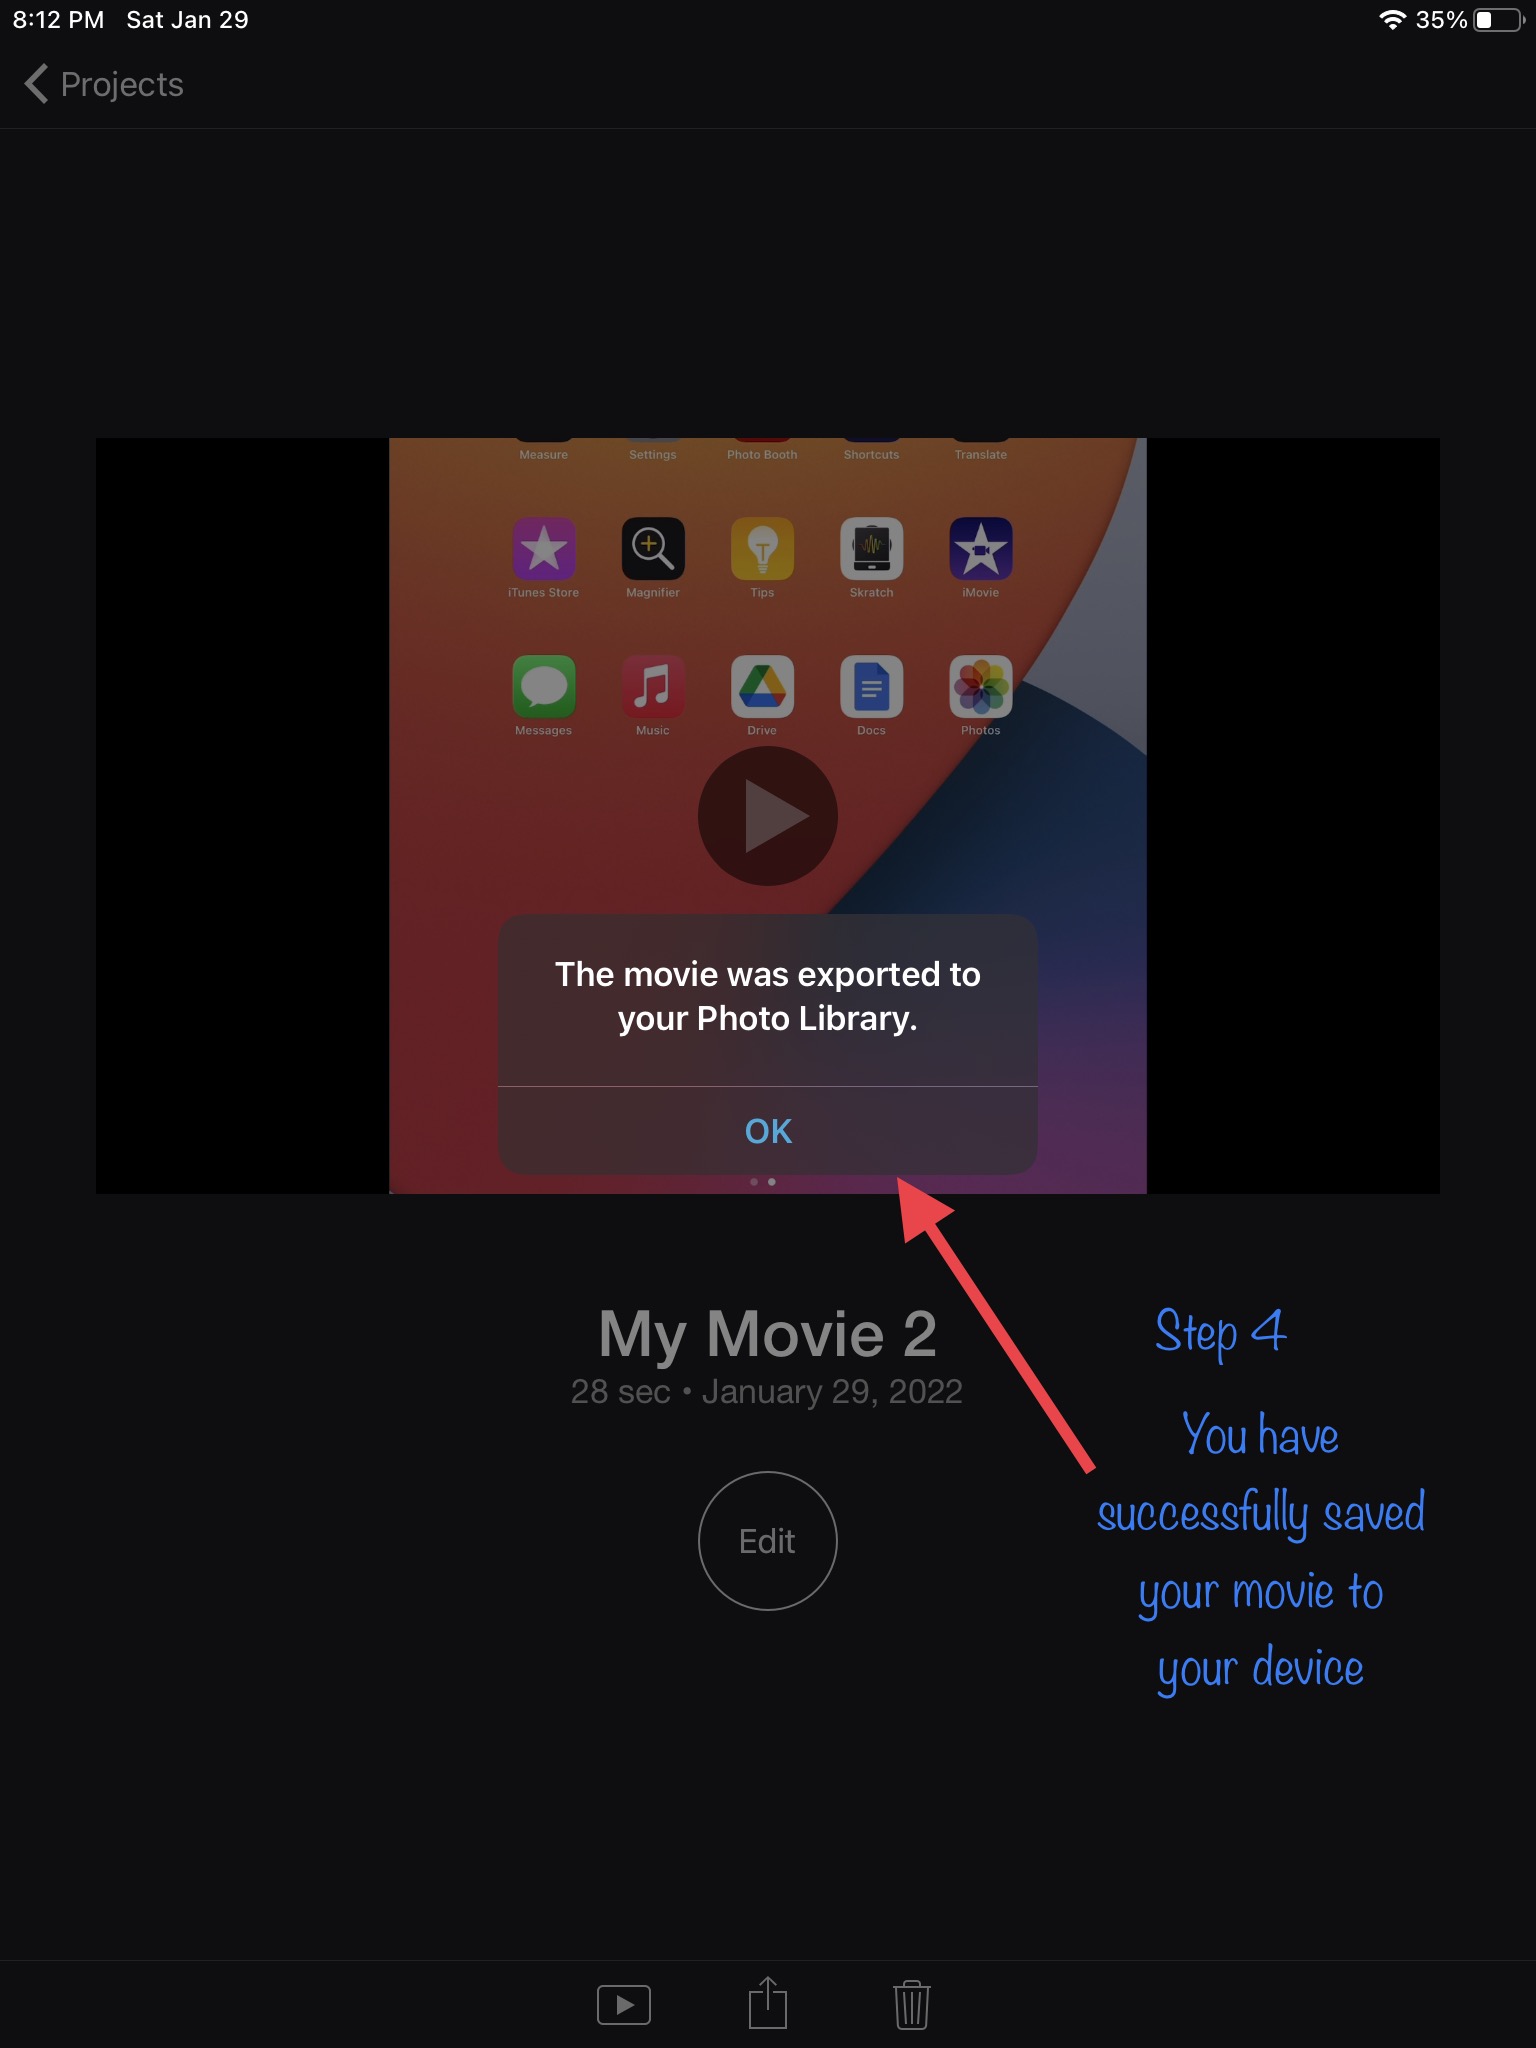 8:12 PM Sat Jan 29 35%
Projects
Measure Settings Photo Booth Shortcuts Translate
iTunes Store Magnifier Tips Skratch iMovie
Messages Music Drive Docs Photos
The movie was exported to
your Photo Library.
OK
My Movie 2
28 sec • January 29, 2022
Edit
Step 4
You have
successfully saved
your movie to
your device